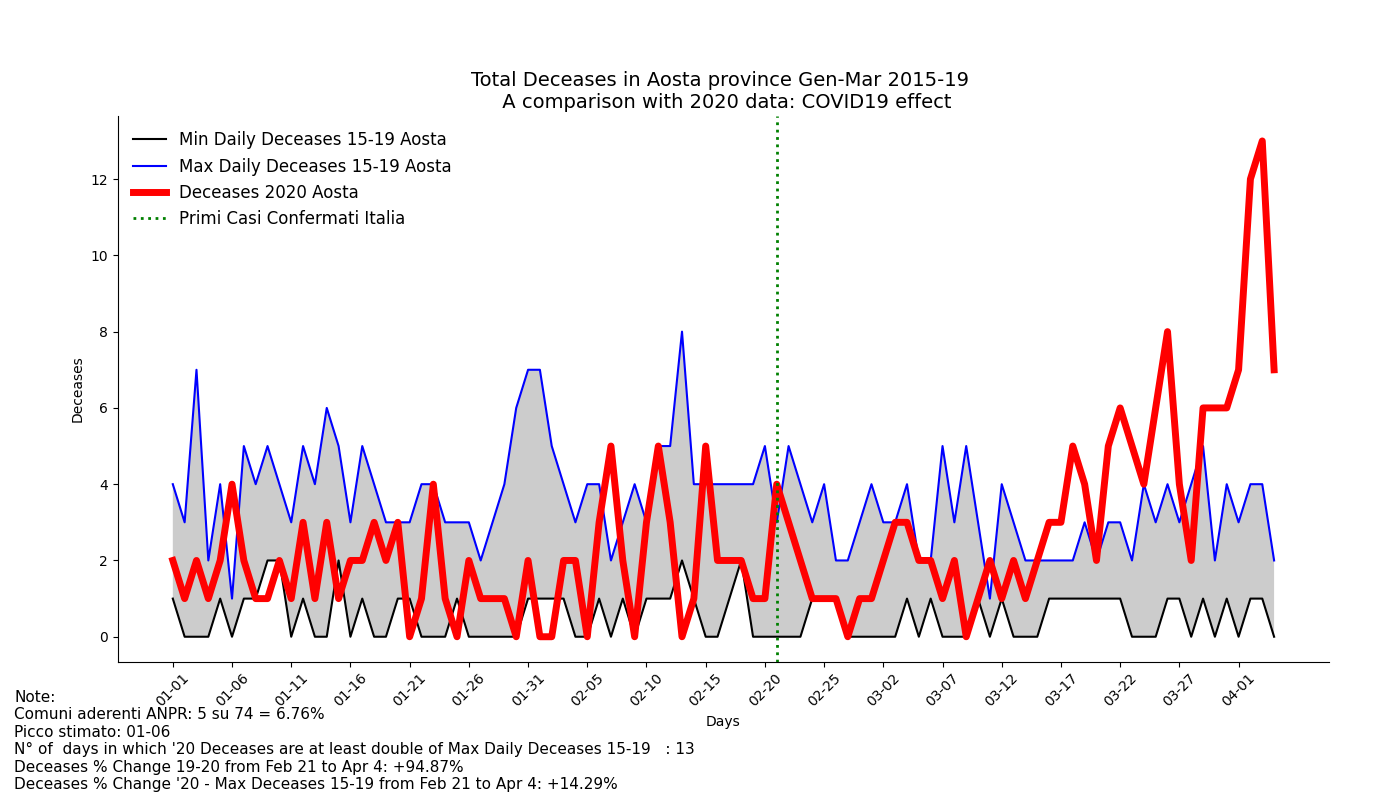 Total Deceases in Aosta province Gen-Mar 2015-19
A comparison with 2020 data: COVID19 effect
Min Daily Deceases 15-19 Aosta
Max Daily Deceases 15-19 Aosta
Deceases 2020 Aosta
Primi Casi Confermati Italia
12
10
8
6
4
2
0
Deceases
01-01
01-06
01-11
01-16
01-21
01-26
01-31
02-05
02-10
02-15
02-20
02-25
03-02
03-07
03-12
03-17
03-22
03-27
04-01
Days
Note:
Comuni aderenti ANPR: 5 su 74 = 6.76%
Picco stimato: 01-06
N° of  days in which '20 Deceases are at least double of Max Daily Deceases 15-19   : 13
Deceases % Change 19-20 from Feb 21 to Apr 4: +94.87%
Deceases % Change '20 - Max Deceases 15-19 from Feb 21 to Apr 4: +14.29%